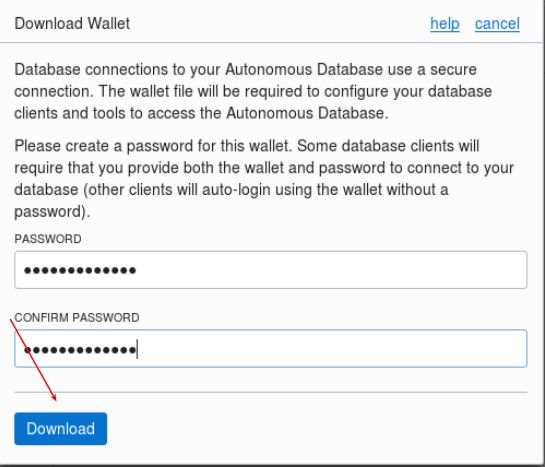 Download Wallet help cancel
Database connections to your Autonomous Database use a secure
connection. The wallet file will be required to configure your database
clients and tools to access the Autonomous Database.
Please create a password for this wallet. Some database clients will
require that you provide both the wallet and password to connect to your
database (other clients will auto-login using the wallet without a
password).
PASSWORD
•••••••••••••
CONFIRM PASSWORD
•••••••••••••
Download